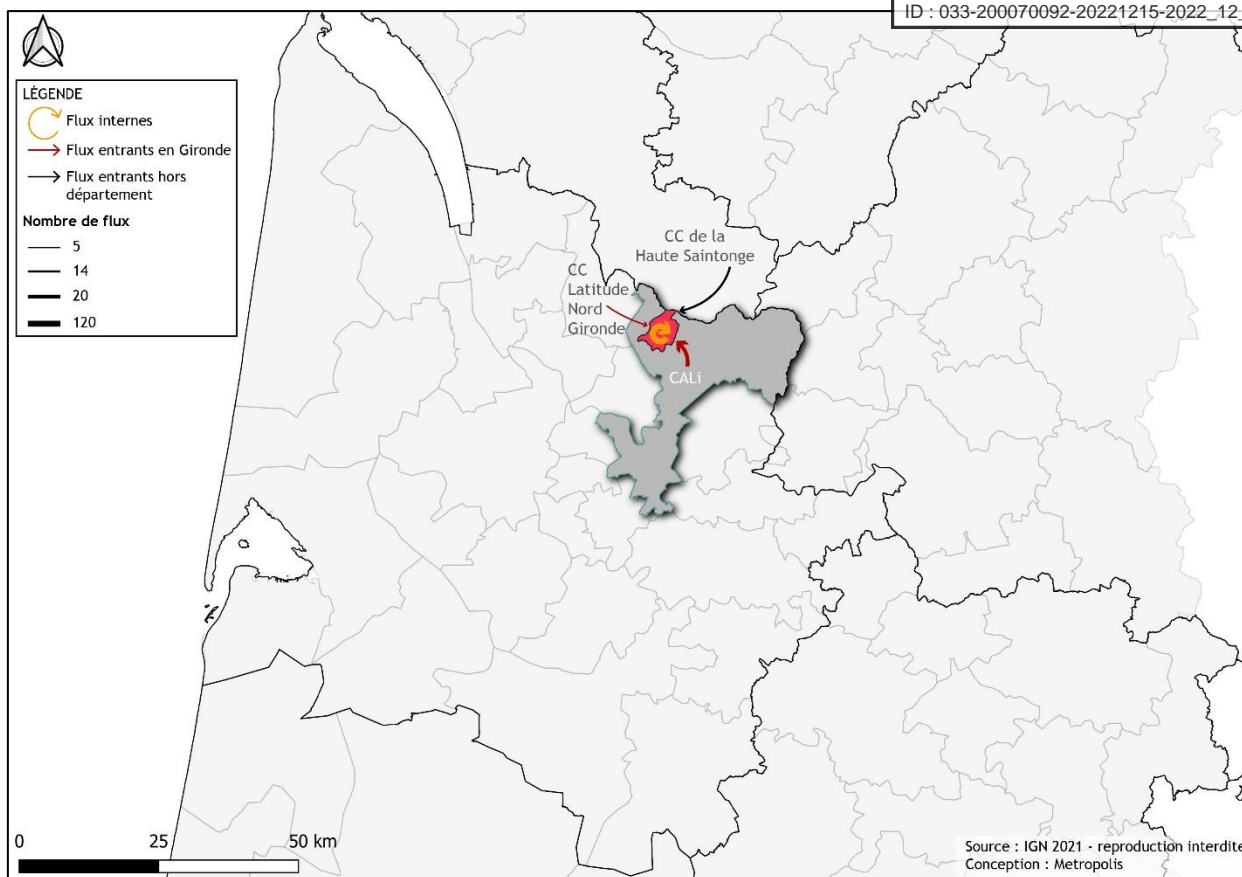 ID : 033-200070092-20221215-2022_12_
LÉGENDE
Flux internes
Flux entrants en Gironde
Flux entrants hors
département
Nombre de flux
5
14
20
120
CC de la
Haute Saintonge
CC
Latitude
Nord
Gironde
CALi
0 25 50 km
Source : IGN 2021 - reproduction interdite
Conception : Metropolis